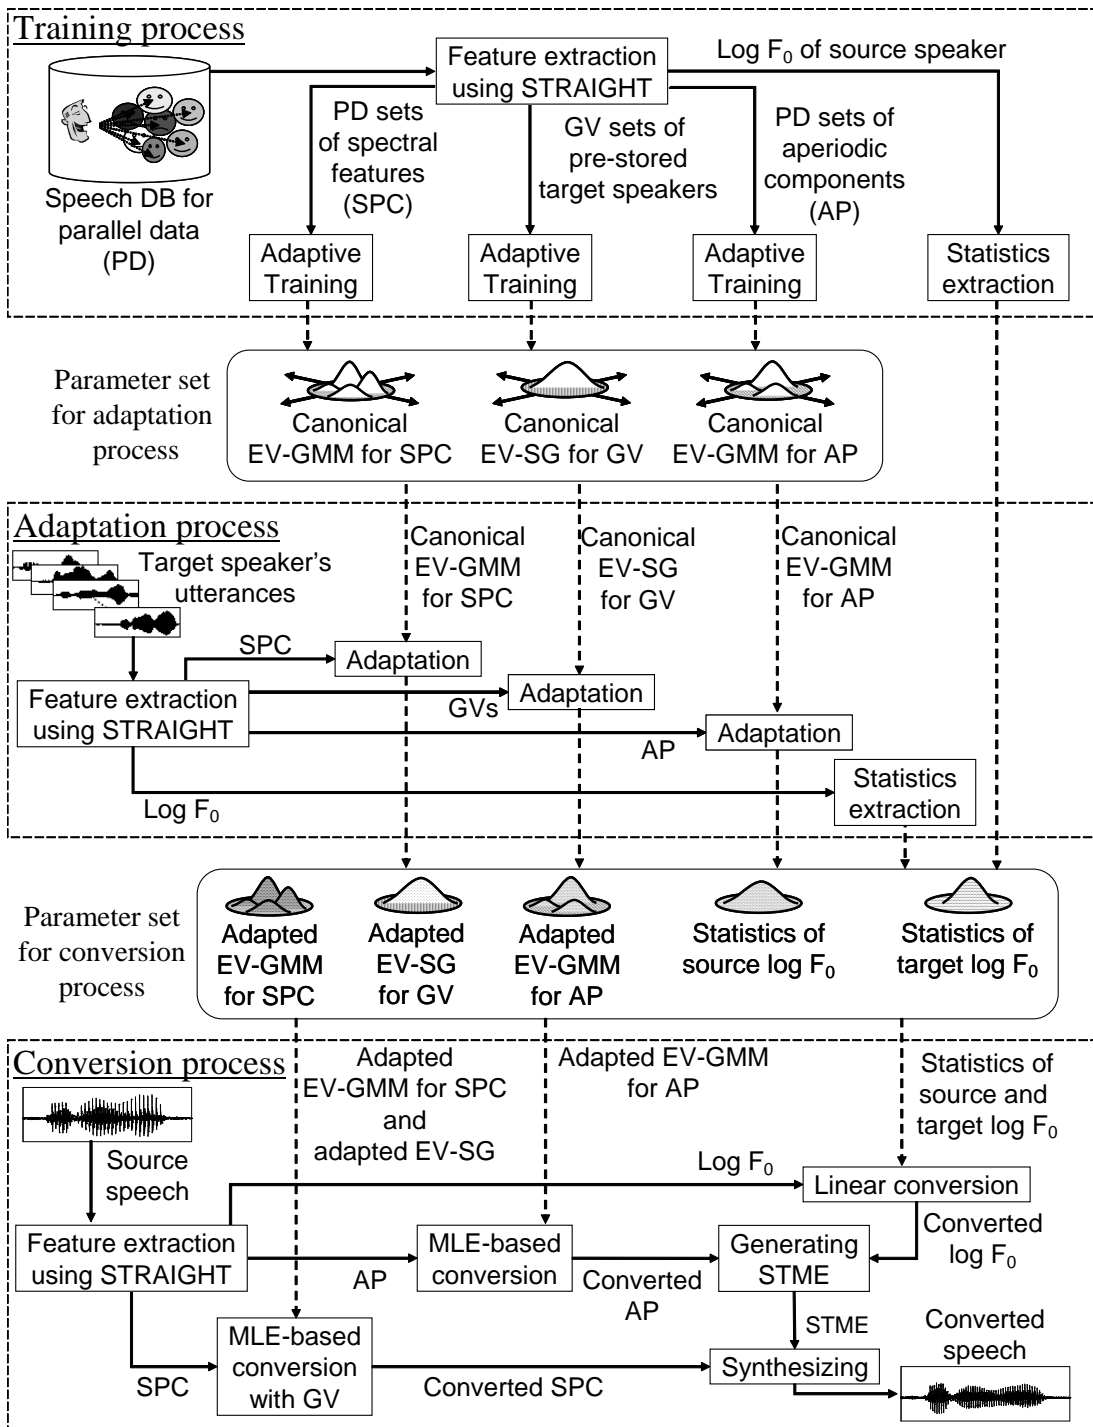 Training process
Feature extraction
using STRAIGHT
Log F0 of source speaker
PD sets
of spectral
features
(SPC)
GV sets of
pre-stored
target speakers
PD sets of
aperiodic
components
(AP)
Speech DB for
parallel data
(PD)
Adaptive
Training
Adaptive
Training
Adaptive
Training
Statistics
extraction
Parameter set
for adaptation
process
Canonical
EV-GMM for SPC
Canonical
EV-SG for GV
Canonical
EV-GMM for AP
Adaptation process
Target speaker's
utterances
Canonical
EV-GMM
for SPC
Canonical
EV-SG
for GV
Canonical
EV-GMM
for AP
SPC
Adaptation
Feature extraction
using STRAIGHT
GVs
Adaptation
AP
Adaptation
Log F0
Statistics
extraction
Parameter set
for conversion
process
Adapted
EV-GMM
for SPC
Adapted
EV-SG
for GV
Adapted
EV-GMM
for AP
Statistics of
source log F0
Statistics of
target log F0
Conversion process
Adapted
EV-GMM for SPC
and
adapted EV-SG
Adapted EV-GMM
for AP
Statistics of
source and
target log F0
Source
speech
Log F0
Linear conversion
Feature extraction
using STRAIGHT
AP
MLE-based
conversion
Converted
AP
Generating
STME
Converted
log F0
STME
SPC
MLE-based
conversion
with GV
Converted SPC
Synthesizing
Converted
speech